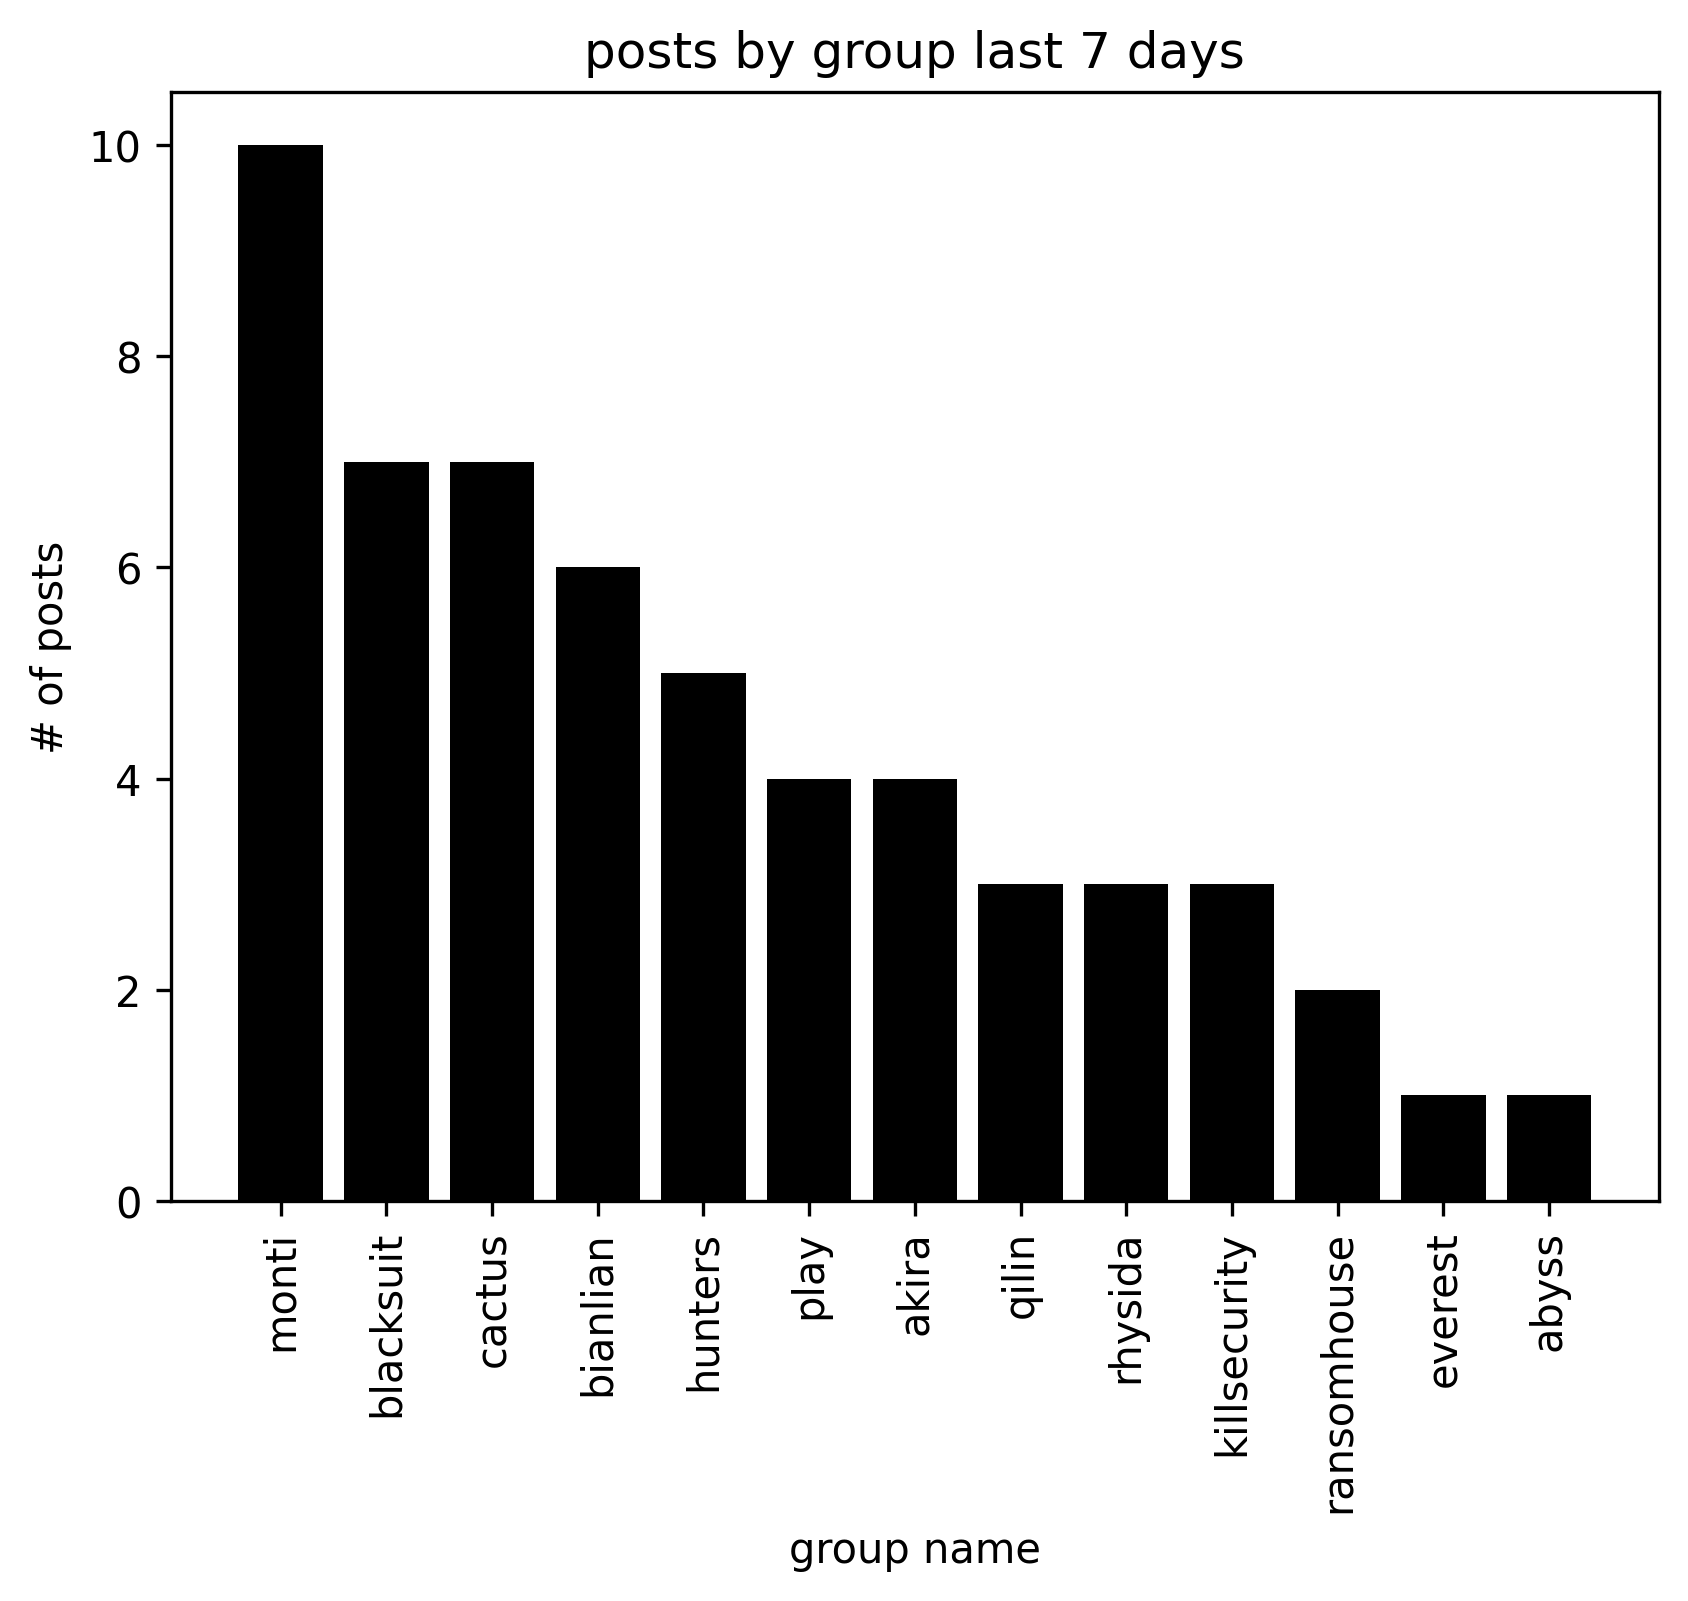 posts by group last 7 days
# of posts
10
8
6
4
2
0
monti
blacksuit
cactus
bianlian
hunters
play
akira
qilin
rhysida
killsecurity
ransomhouse
everest
abyss
group name